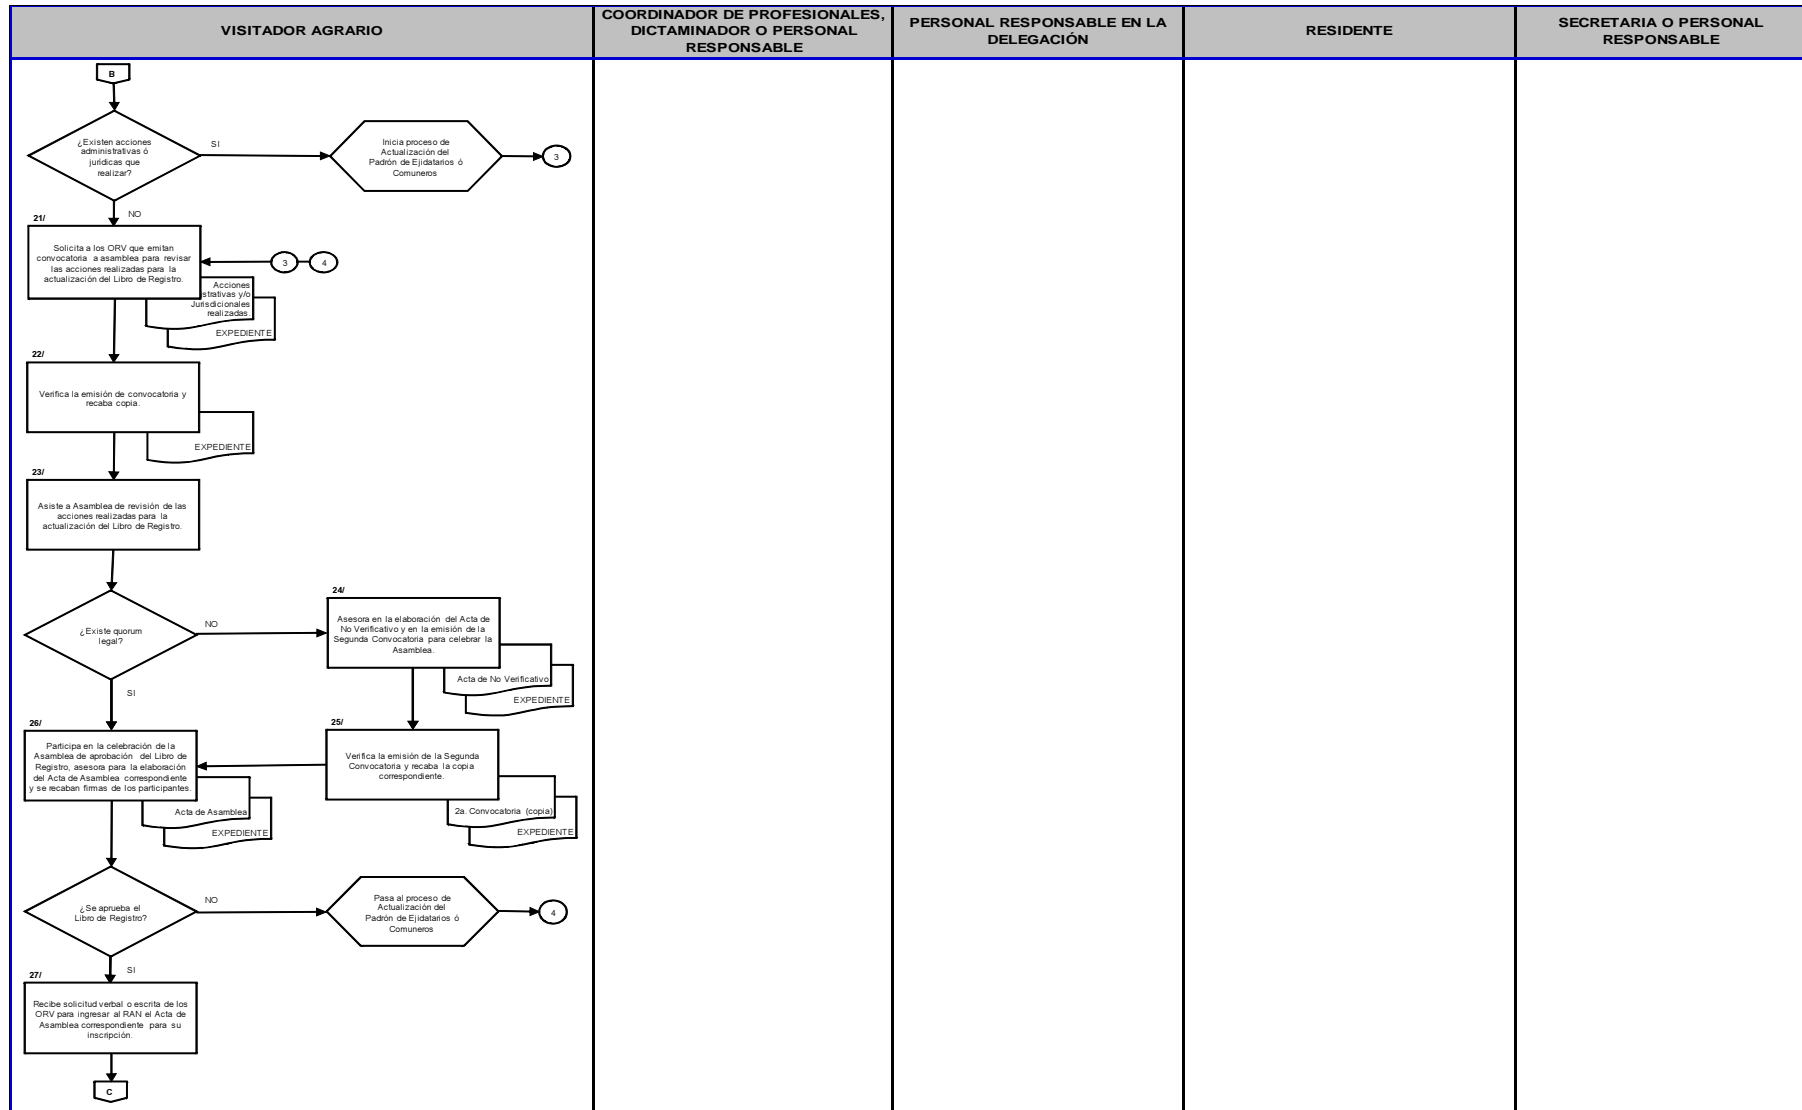 VISITADOR AGRARIO
COORDINADOR DE PROFESIONALES,
DICTAMINADOR O PERSONAL
RESPONSABLE
PERSONAL RESPONSABLE EN LA
DELEGACIÓN
RESIDENTE
SECRETARIA O PERSONAL
RESPONSABLE
B
¿Existen acciones
administrativas ó
jurídicas que
realizar?
SI
Inicia proceso de
Actualización del
Padrón de Ejidatarios ó
Comuneros
3
NO
21/
Solicita a los ORV que emitan
convocatoria a asamblea para revisar
las acciones realizadas para la
actualización del Libro de Registro.
3
4
Acciones
strativas y/o
Jurisdicionales
realizadas.
EXPEDIENTE
22/
Verifica la emisión de convocatoria y
recaba copia.
EXPEDIENTE
23/
Asiste a Asamblea de revisión de las
acciones realizadas para la
actualización del Libro de Registro.
¿Existe quorum
legal?
NO
24/
Asesora en la elaboración del Acta de
No Verificativo y en la emisión de la
Segunda Convocatoria para celebrar la
Asamblea.
Acta de No Verificativo
EXPEDIENTE
SI
26/
Participa en la celebración de la
Asamblea de aprobación del Libro de
Registro, asesora para la elaboración
del Acta de Asamblea correspondiente
y se recaban firmas de los participantes.
Acta de Asamblea
EXPEDIENTE
25/
Verifica la emisión de la Segunda
Convocatoria y recaba la copia
correspondiente.
2a. Convocatoria (copia)
EXPEDIENTE
¿Se aprueba el
Libro de Registro?
NO
Pasa al proceso de
Actualización del
Padrón de Ejidatarios ó
Comuneros
4
SI
27/
Recibe solicitud verbal o escrita de los
ORV para ingresar al RAN el Acta de
Asamblea correspondiente para su
inscripción.
C